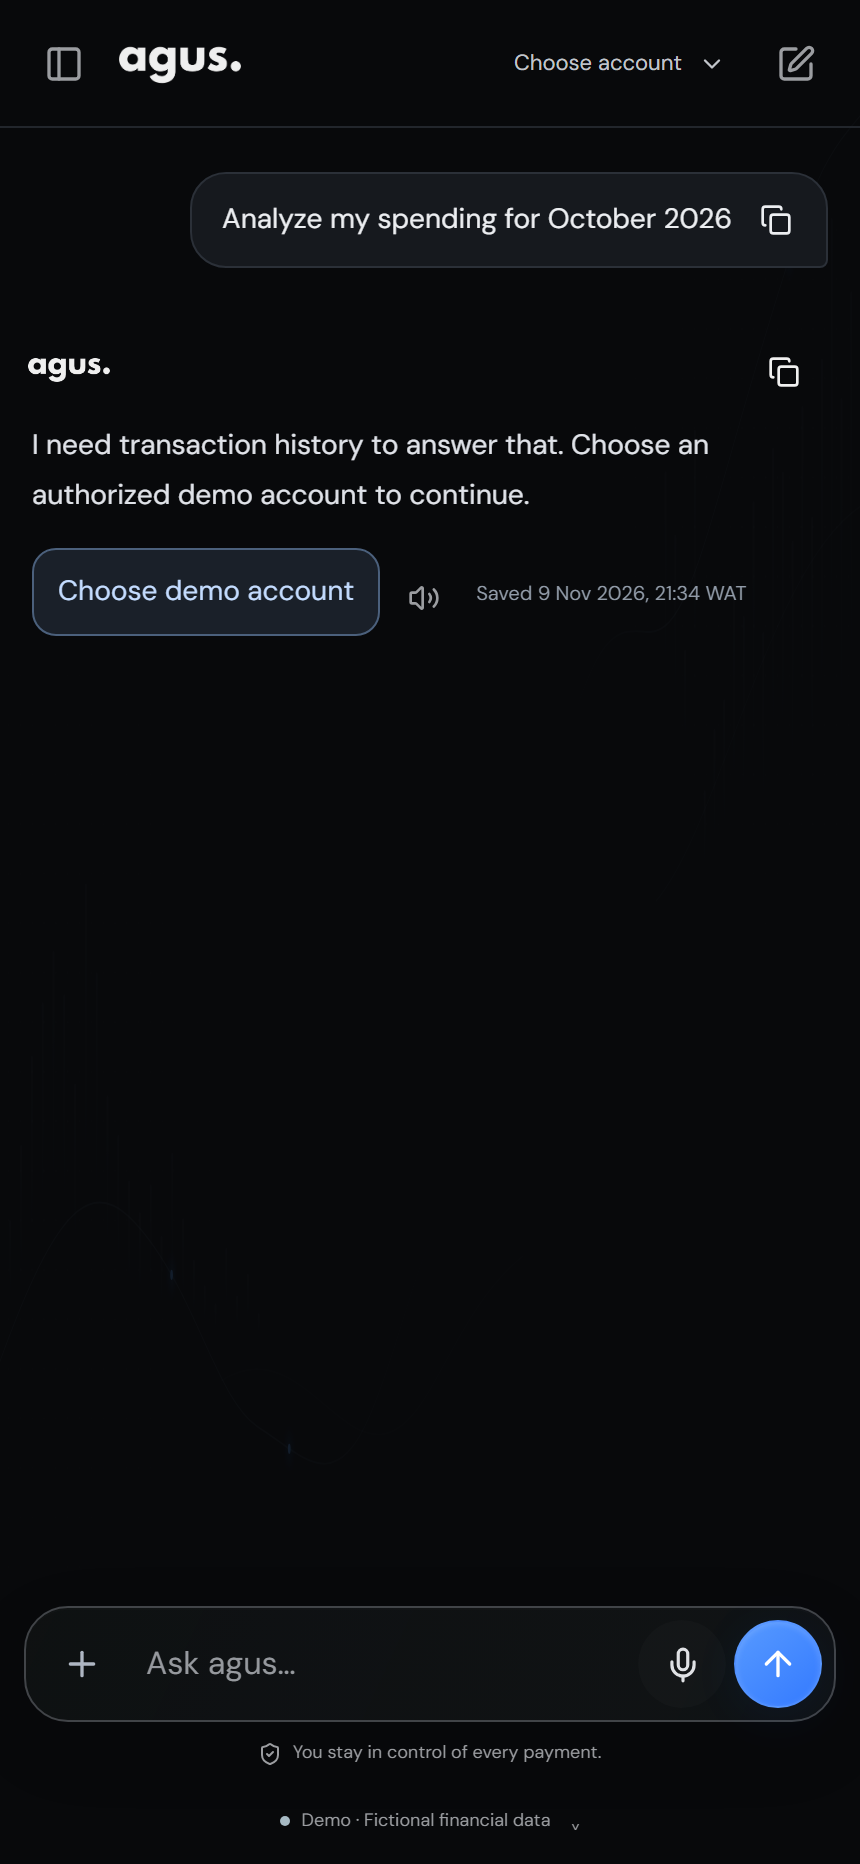 agus.
Choose account
Analyze my spending for October 2026
agus.
I need transaction history to answer that. Choose an
authorized demo account to continue.
Choose demo account
Saved 9 Nov 2026, 21:34 WAT
Ask agus...
You stay in control of every payment.
Demo · Fictional financial data